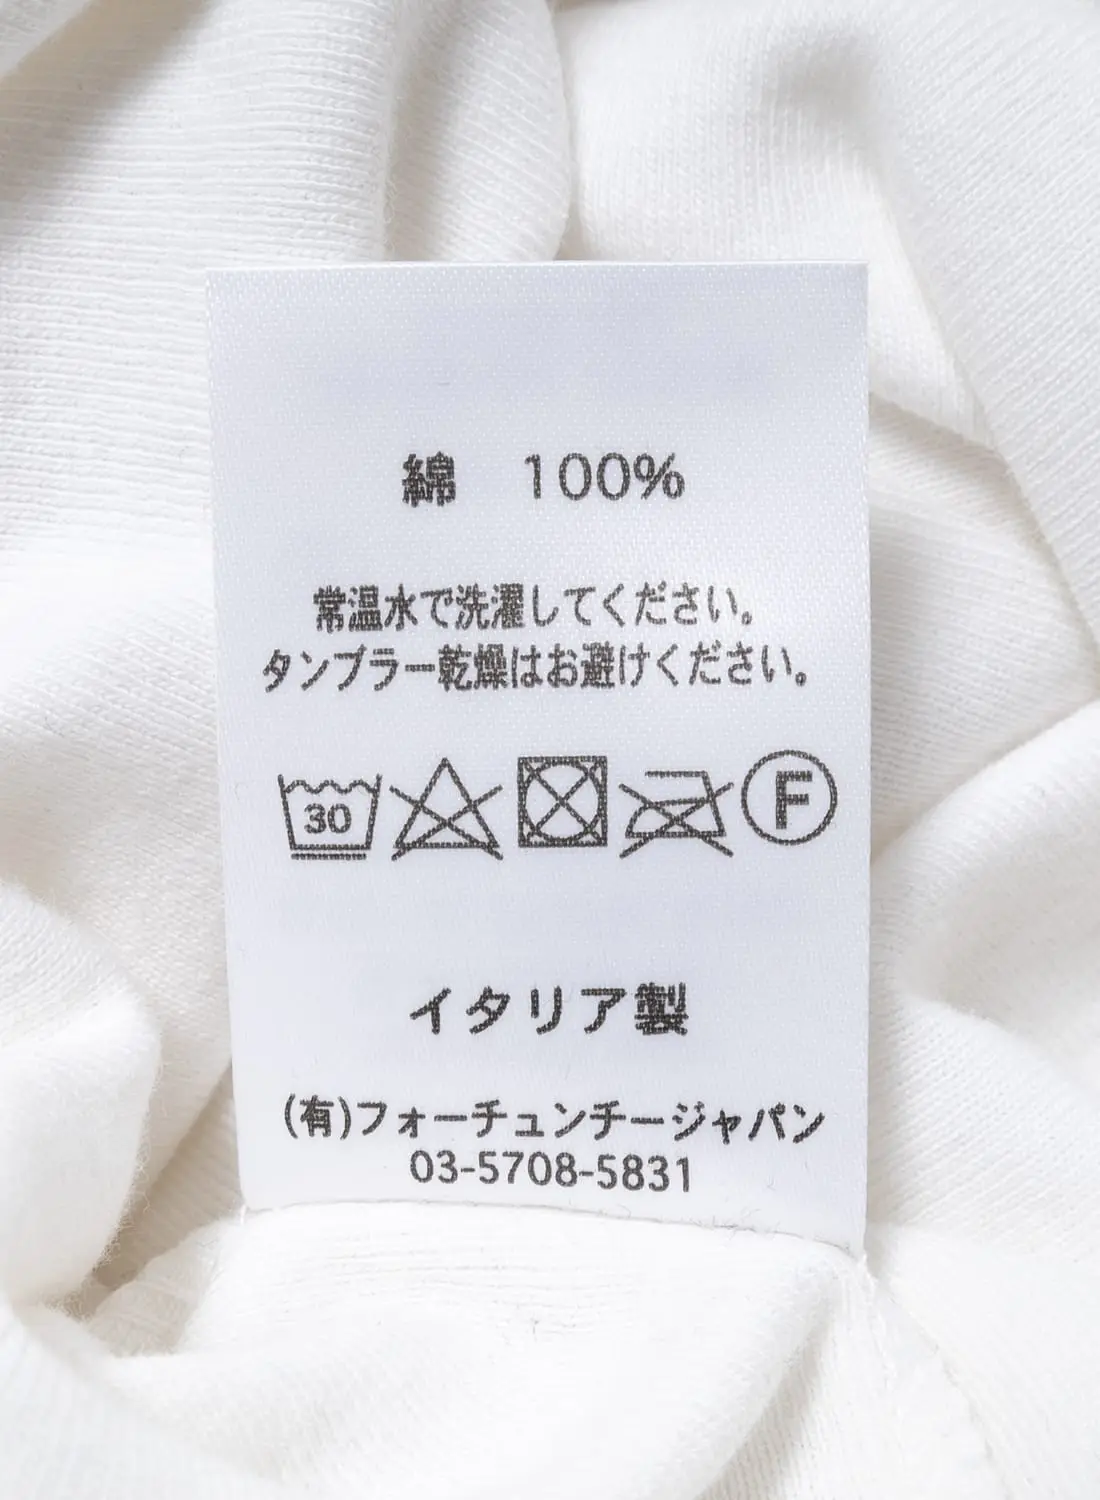 綿 100%
常温水で洗濯してください。
タンブラー乾燥はお避けください。
30
F
イタリア製
(有)フォーチュンチージャパン
03-5708-5831